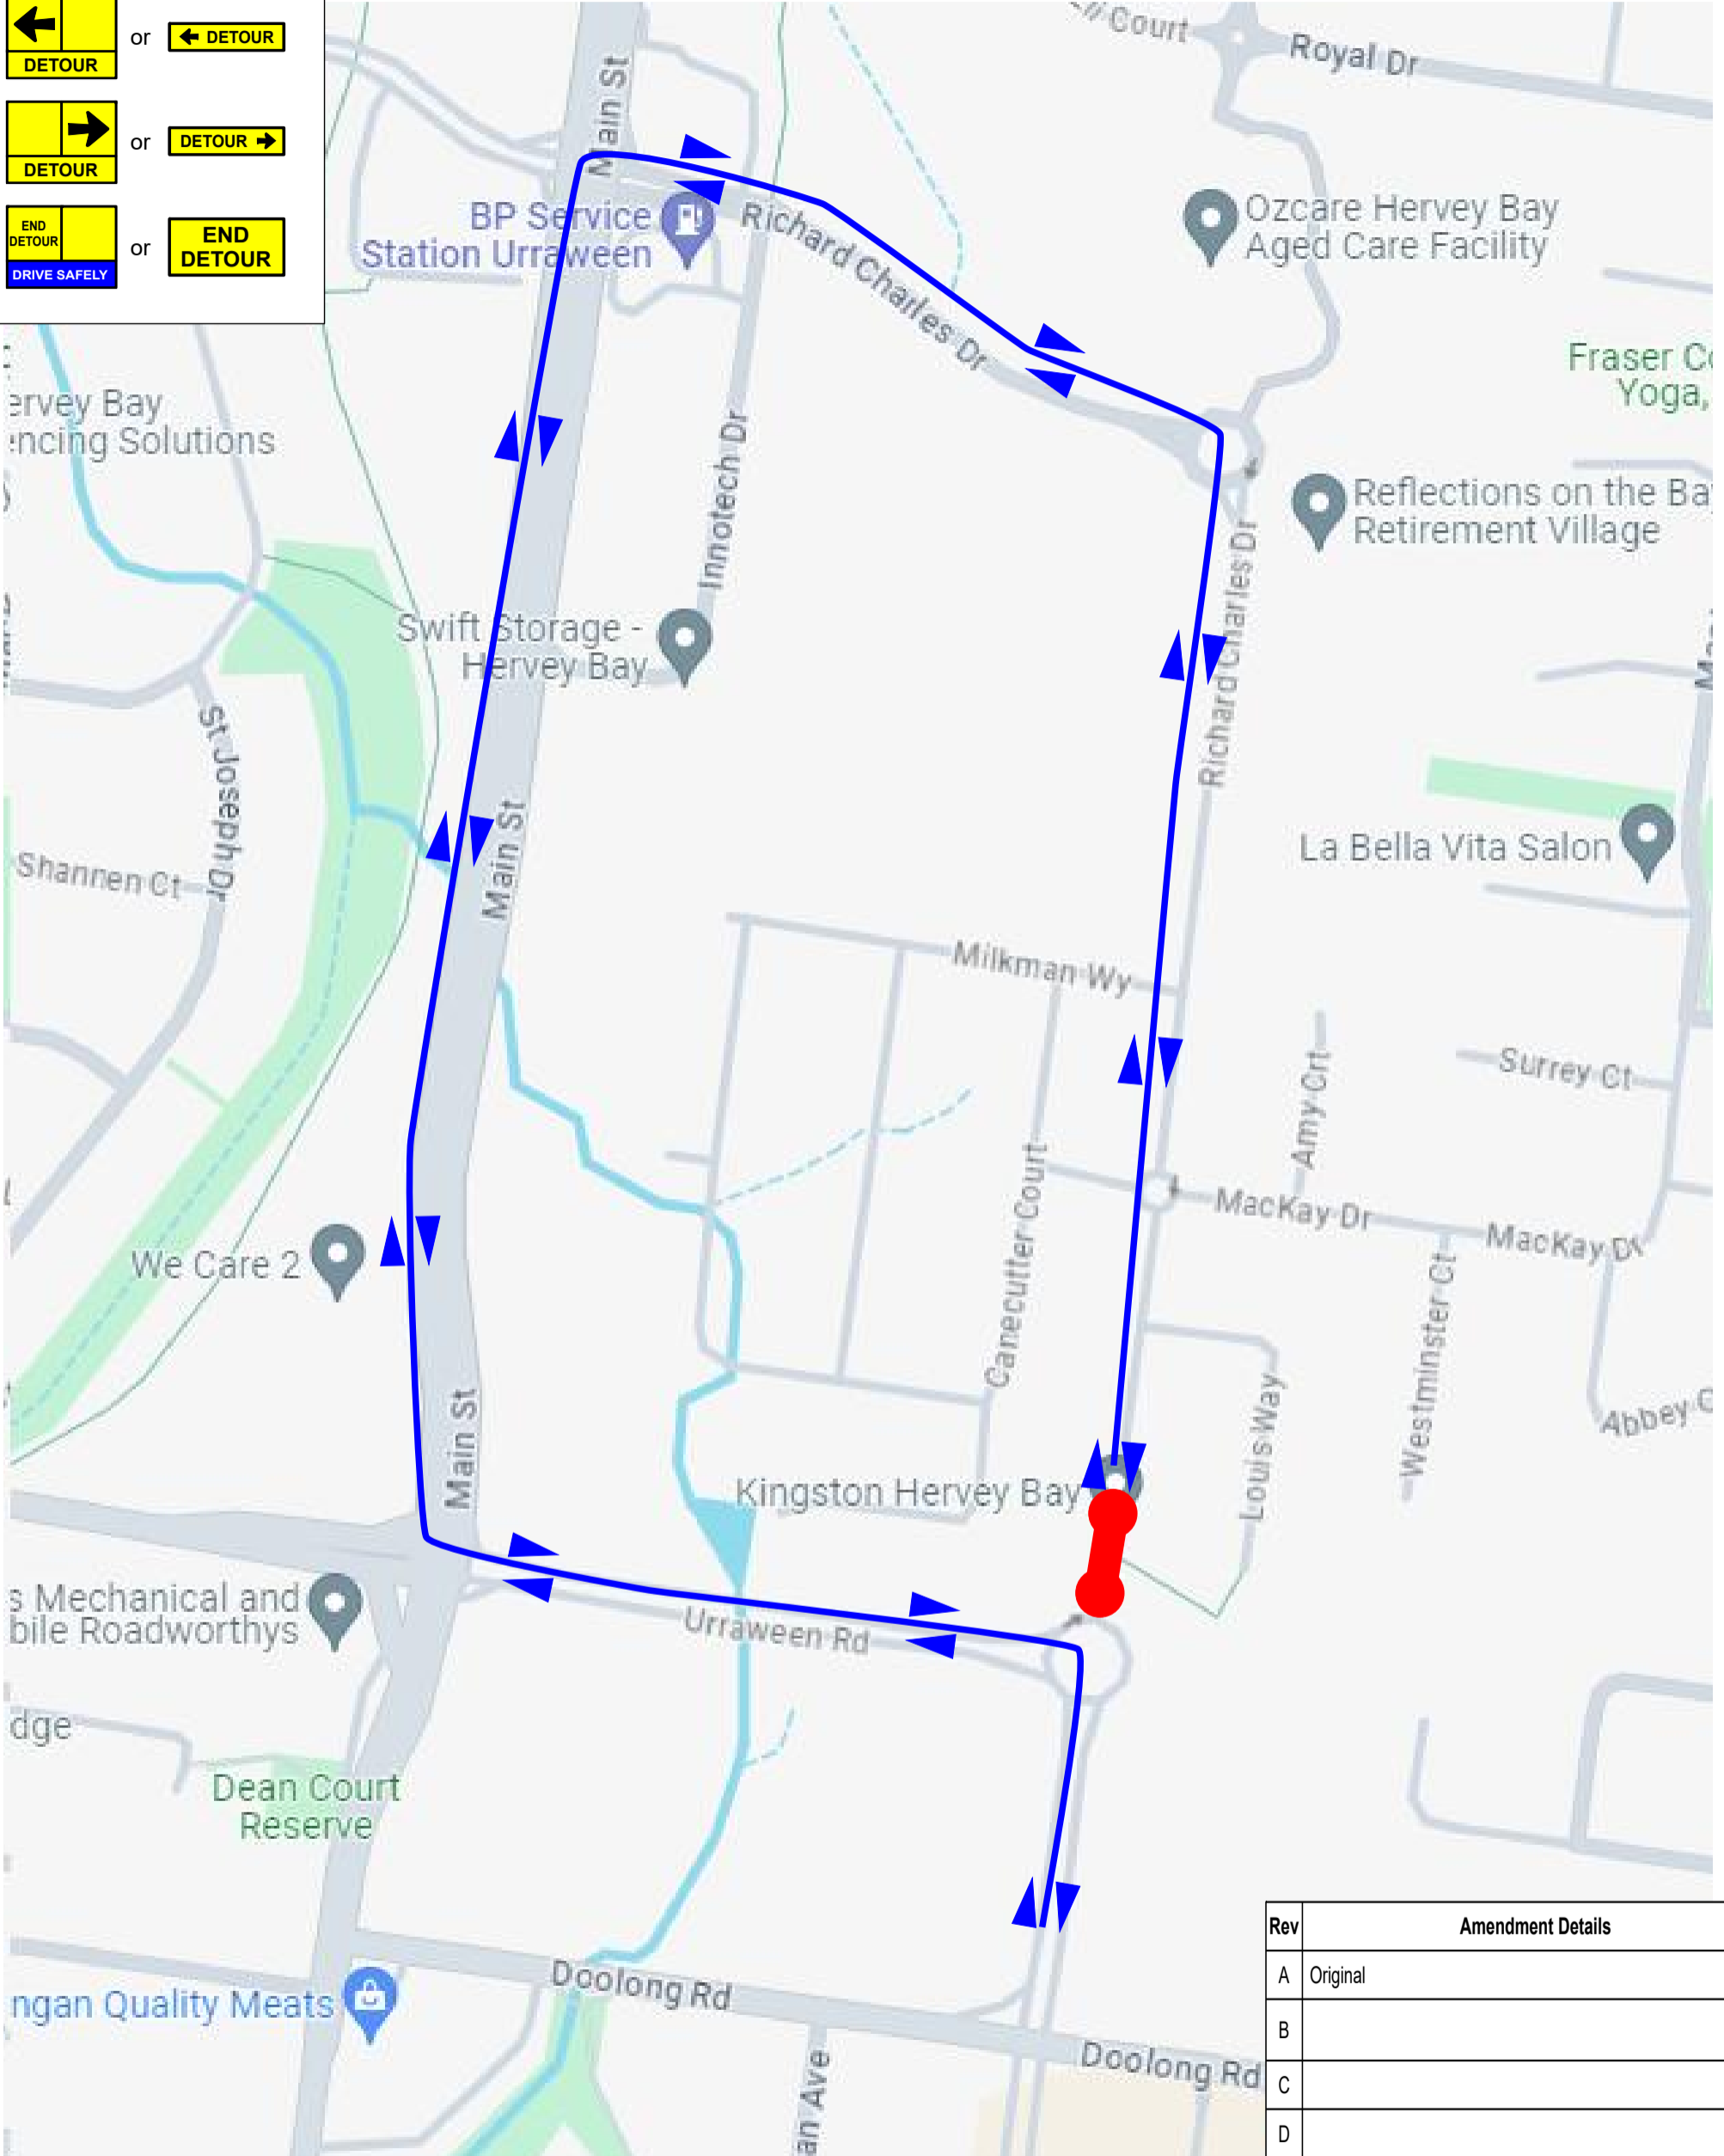 DETOUR
or
DETOUR
DETOUR
or
DETOUR
END
DETOUR
DRIVE SAFELY
or
END
DETOUR
Court
Royal Dr
Main St
BP Service
Station Urraween
Richard Charles Dr
Ozcare Hervey Bay
Aged Care Facility
Fraser
Yoga,
ervey Bay
encing Solutions
Innotech Dr
Reflections on the Bay
Retirement Village
Richard Charles Dr
Swift Storage -
Hervey Bay
St Joseph Dr
Main St
Shannen Ct
La Bella Vita Salon
Milkman Wy
Amy Crt
Surrey Ct
Canecutter Court
MacKay Dr
MacKay Dr
We Care 2
Westminster Ct
Louis Way
Abbey
Main St
Kingston Hervey Bay
s Mechanical and
bile Roadworthys
Urraween Rd
dge
Dean Court
Reserve
Doolong Rd
ngan Quality Meats
Doolong Rd
an Ave
Rev Amendment Details
A Original
B
C
D